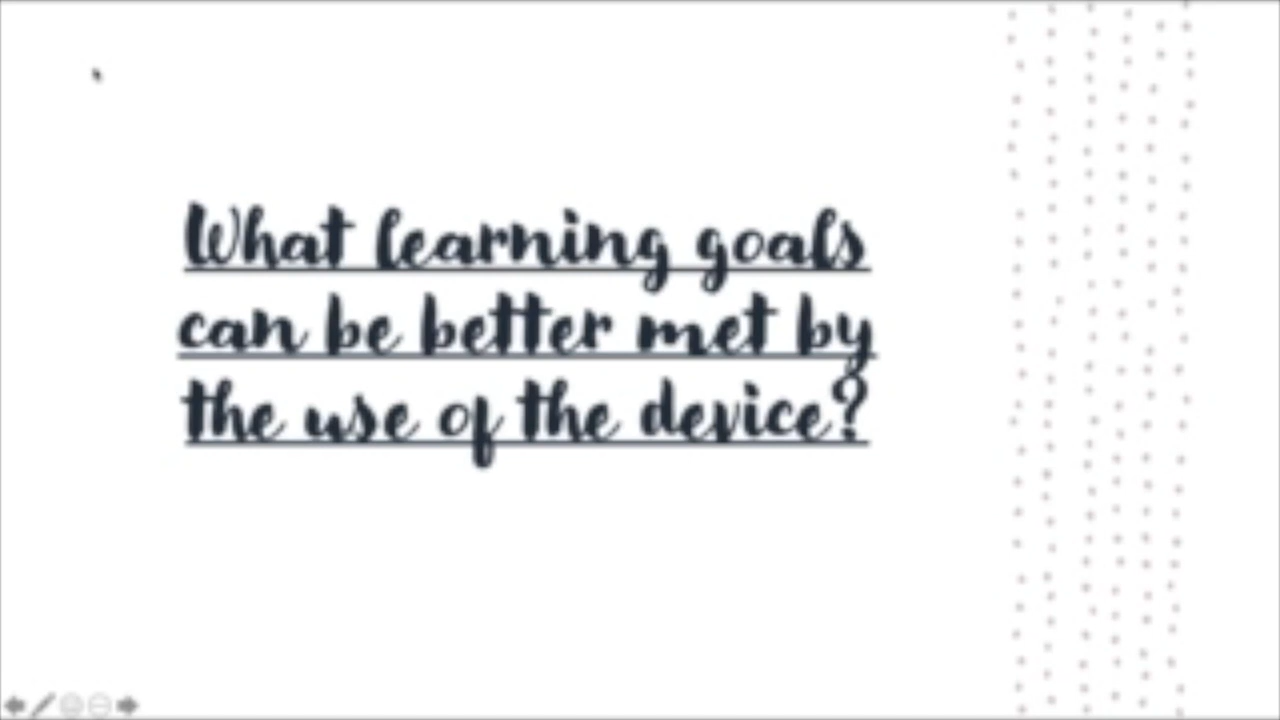 What learning goals
can be better met by
the use of the device?